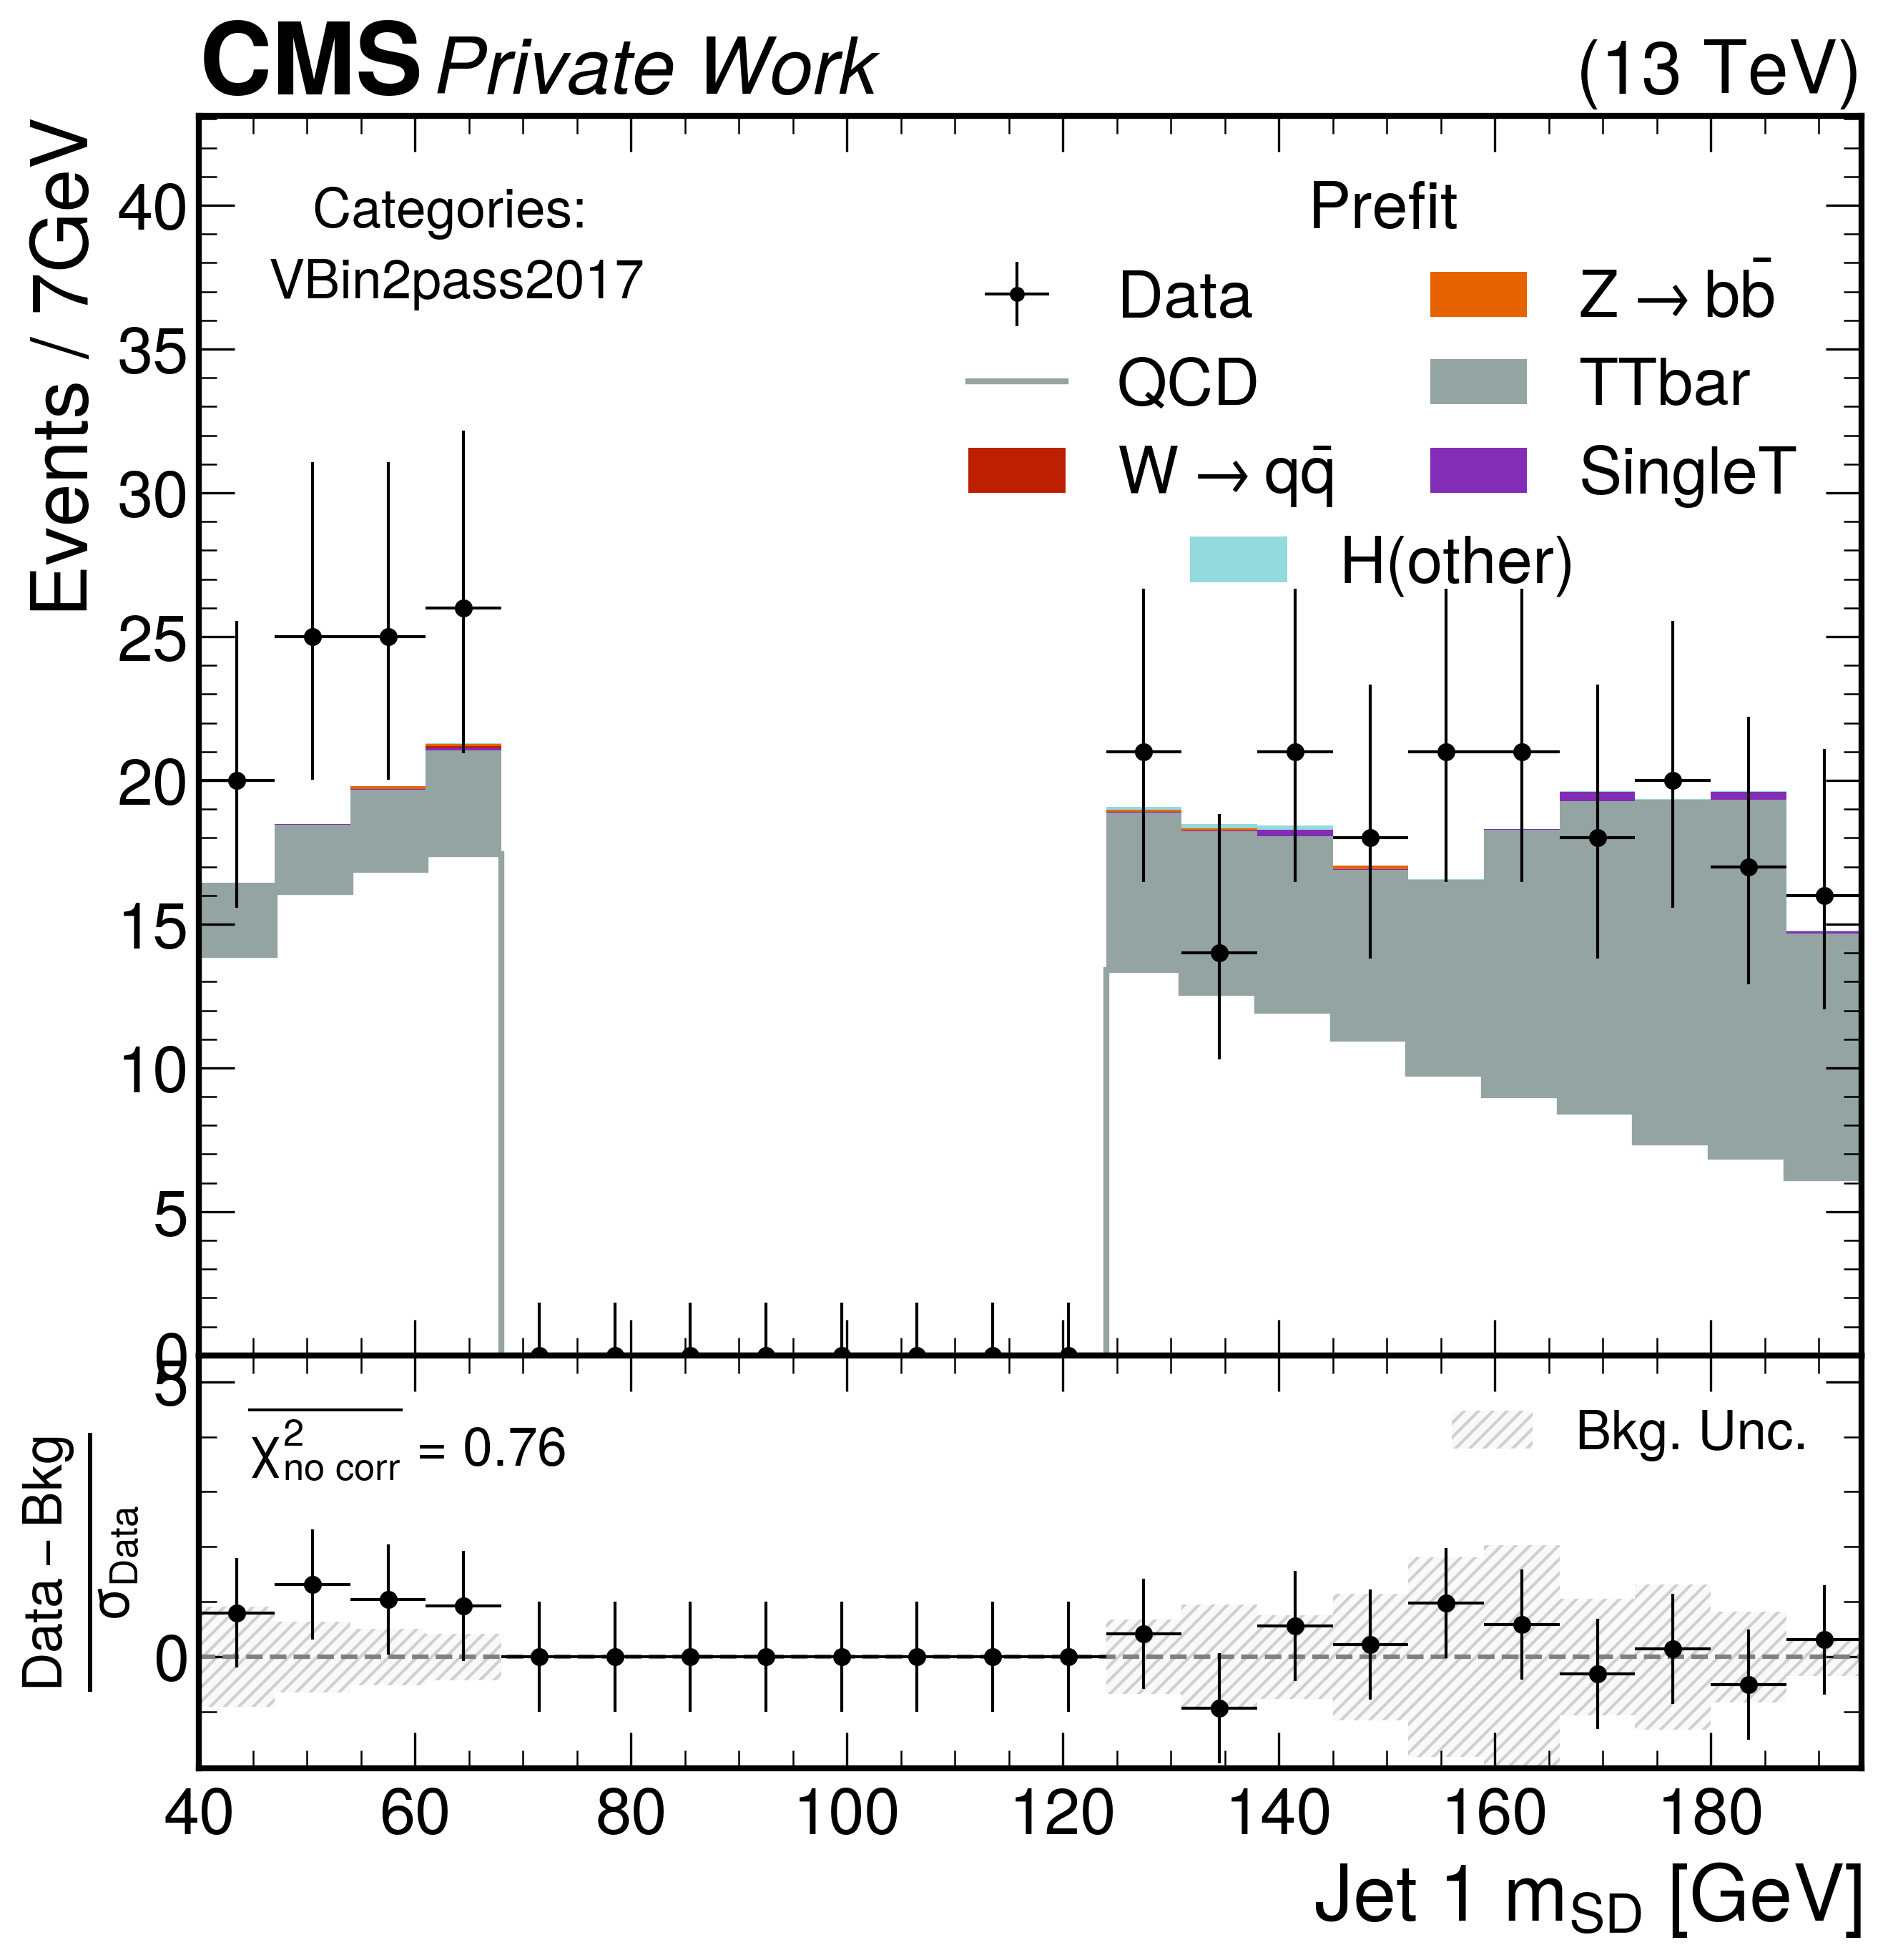 CMS Private Work (13 TeV)
Events / 7GeV
40
35
30
25
20
15
10
5
0
Categories:
VBin2pass2017
Prefit
Data
Z → bb̄
QCD
TTbar
W → qq̄
SingleT
H(other)
Data − Bkg
σData
5
0
χ²no corr = 0.76
Bkg. Unc.
40 60 80 100 120 140 160 180
Jet 1 mSD [GeV]